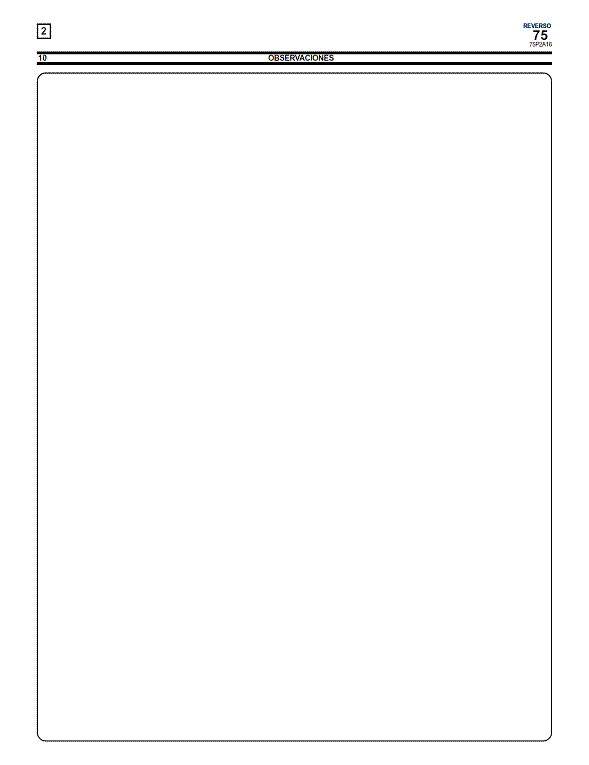 2
REVERSO
75
75P2A16
10 OBSERVACIONES